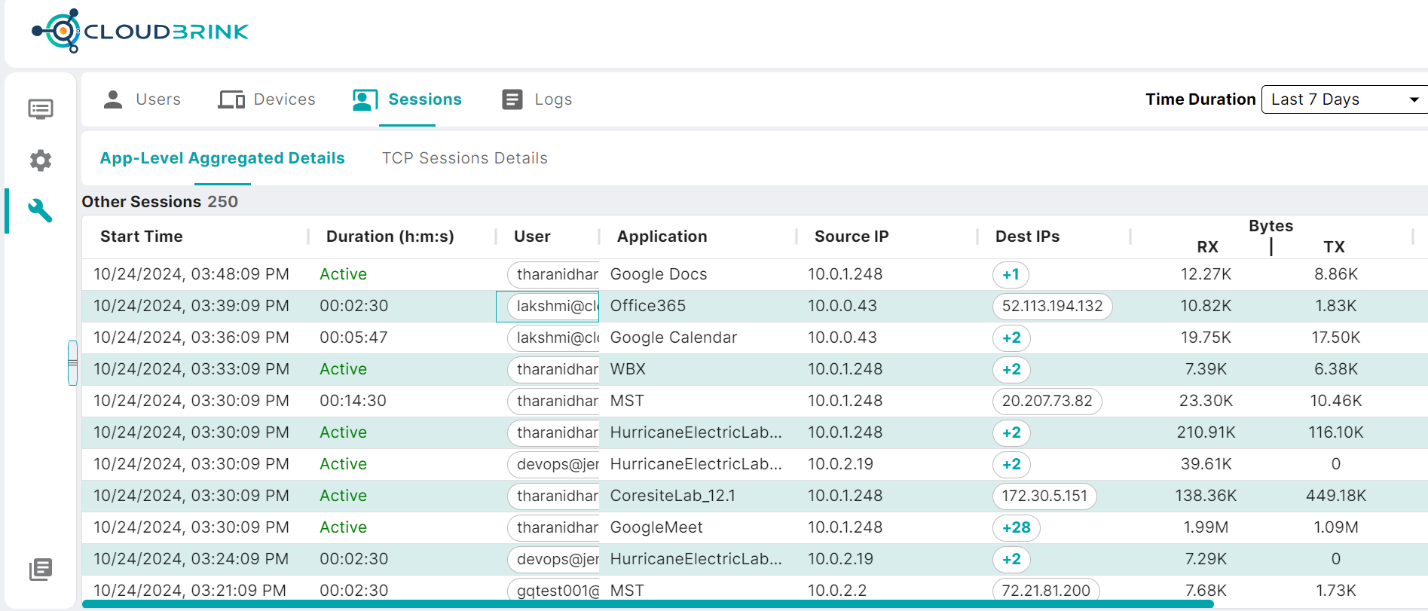 CLOUDBRINK
Users Devices Sessions Logs Time Duration Last 7 Days
App-Level Aggregated Details TCP Sessions Details
Other Sessions 250
Start Time Duration (h:m:s) User Application Source IP Dest IPs Bytes RX TX
10/24/2024, 03:48:09 PM Active tharanidhar Google Docs 10.0.1.248 +1 12.27K 8.86K
10/24/2024, 03:39:09 PM 00:02:30 lakshmi@clo Office365 10.0.0.43 52.113.194.132 10.82K 1.83K
10/24/2024, 03:36:09 PM 00:05:47 lakshmi@clo Google Calendar 10.0.0.43 +2 19.75K 17.50K
10/24/2024, 03:33:09 PM Active tharanidhar WBX 10.0.1.248 +2 7.39K 6.38K
10/24/2024, 03:30:09 PM 00:14:30 tharanidhar MST 10.0.1.248 20.207.73.82 23.30K 10.46K
10/24/2024, 03:30:09 PM Active tharanidhar HurricaneElectricLab... 10.0.1.248 +2 210.91K 116.10K
10/24/2024, 03:30:09 PM Active devops@jer HurricaneElectricLab... 10.0.2.19 +2 39.61K 0
10/24/2024, 03:30:09 PM Active tharanidhar CoresiteLab_12.1 10.0.1.248 172.30.5.151 138.36K 449.18K
10/24/2024, 03:30:09 PM Active tharanidhar GoogleMeet 10.0.1.248 +28 1.99M 1.09M
10/24/2024, 03:24:09 PM 00:02:30 devops@jer HurricaneElectricLab... 10.0.2.19 +2 7.29K 0
10/24/2024, 03:21:09 PM 00:02:30 gqtest001@ MST 10.0.2.2 72.21.81.200 7.68K 1.73K